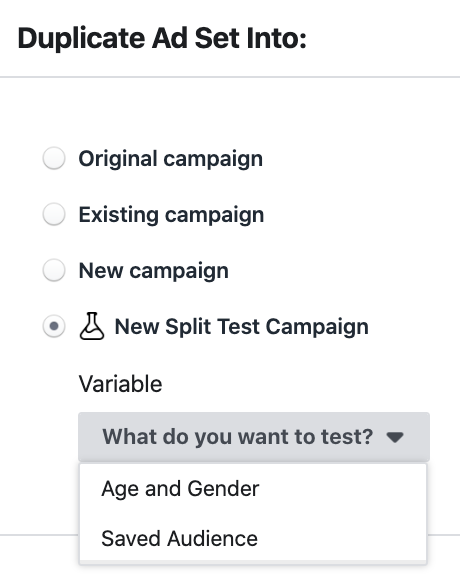 Duplicate Ad Set Into:
Original campaign
Existing campaign
New campaign
New Split Test Campaign
Variable
What do you want to test?
Age and Gender
Saved Audience